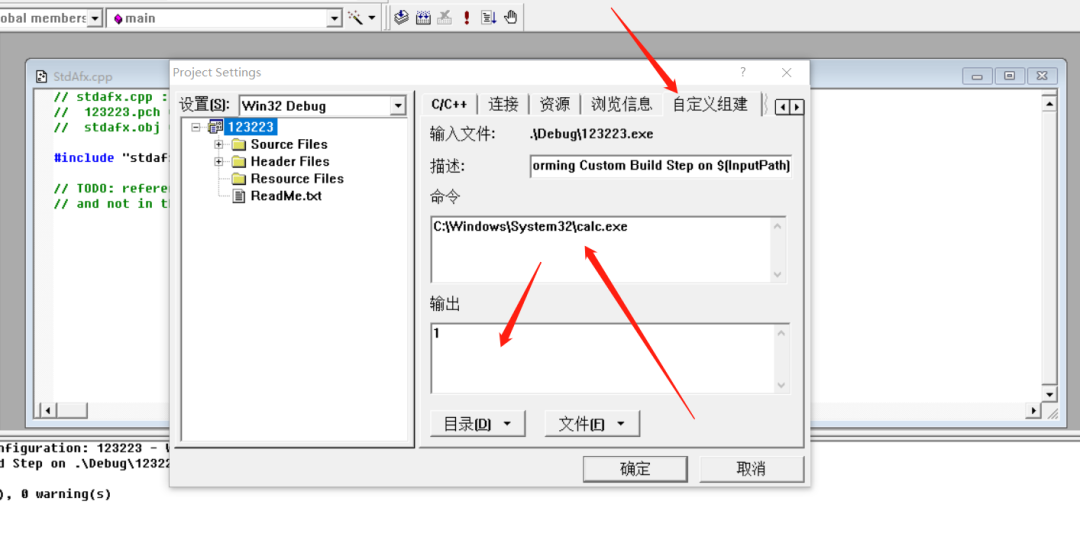 obal members
main
StdAfx.cpp
// stdafx.cpp :
// 123223.pch
// stdafx.obj
#include "stdaf
// TODO: refere
// and not in t
Project Settings
设置(S):
Win32 Debug
123223
Source Files
Header Files
Resource Files
ReadMe.txt
C/C++ 连接 资源 浏览信息 自定义组建
输入文件: .\Debug\123223.exe
描述: orming Custom Build Step on $(InputPath)
命令
C:\Windows\System32\calc.exe
输出
1
目录(D) 文件(F)
确定 取消
nfiguration: 123223 -
d Step on .\Debug\12322
), 0 warning(s)